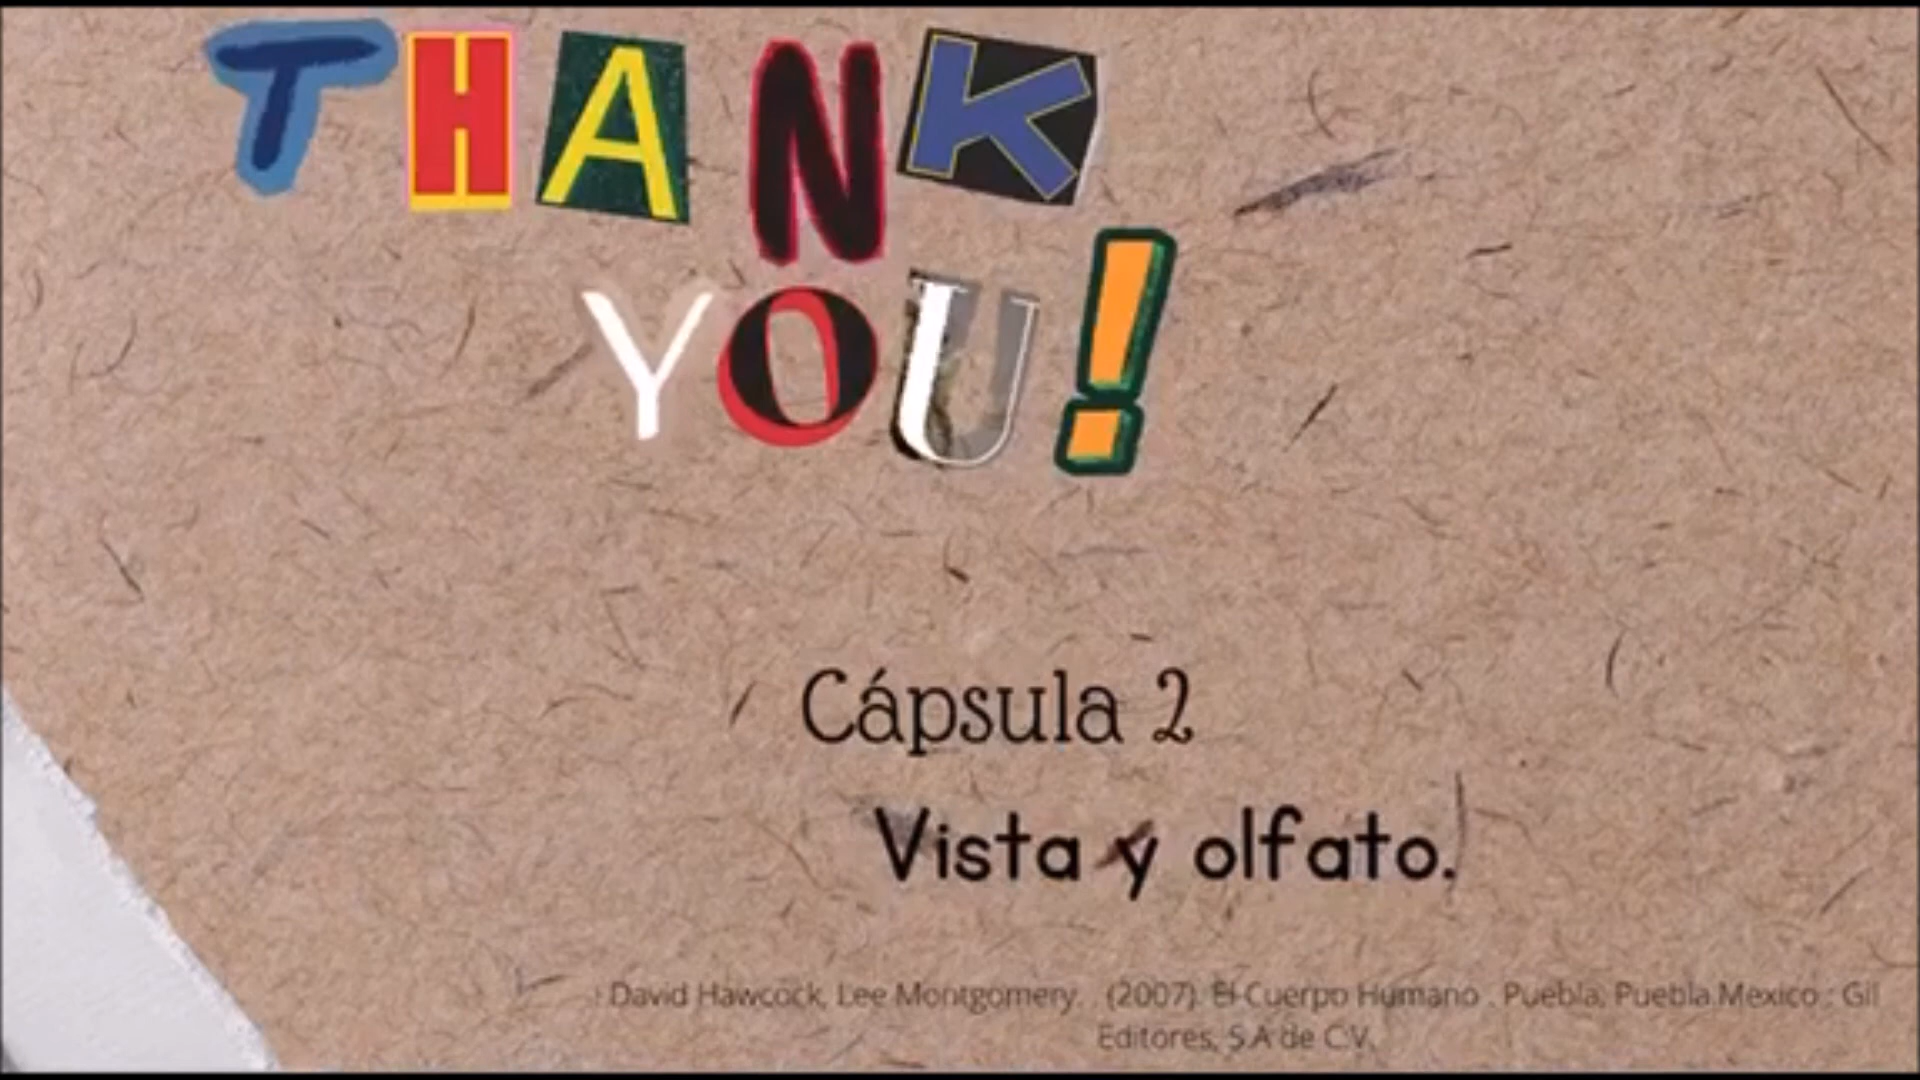 THANK
YOU!
Cápsula 2
Vista y olfato.
David Hawcock, Lee Montgomery. (2007). El Cuerpo Humano . Puebla, Puebla Mexico : Gil
Editores, S.A de C.V.